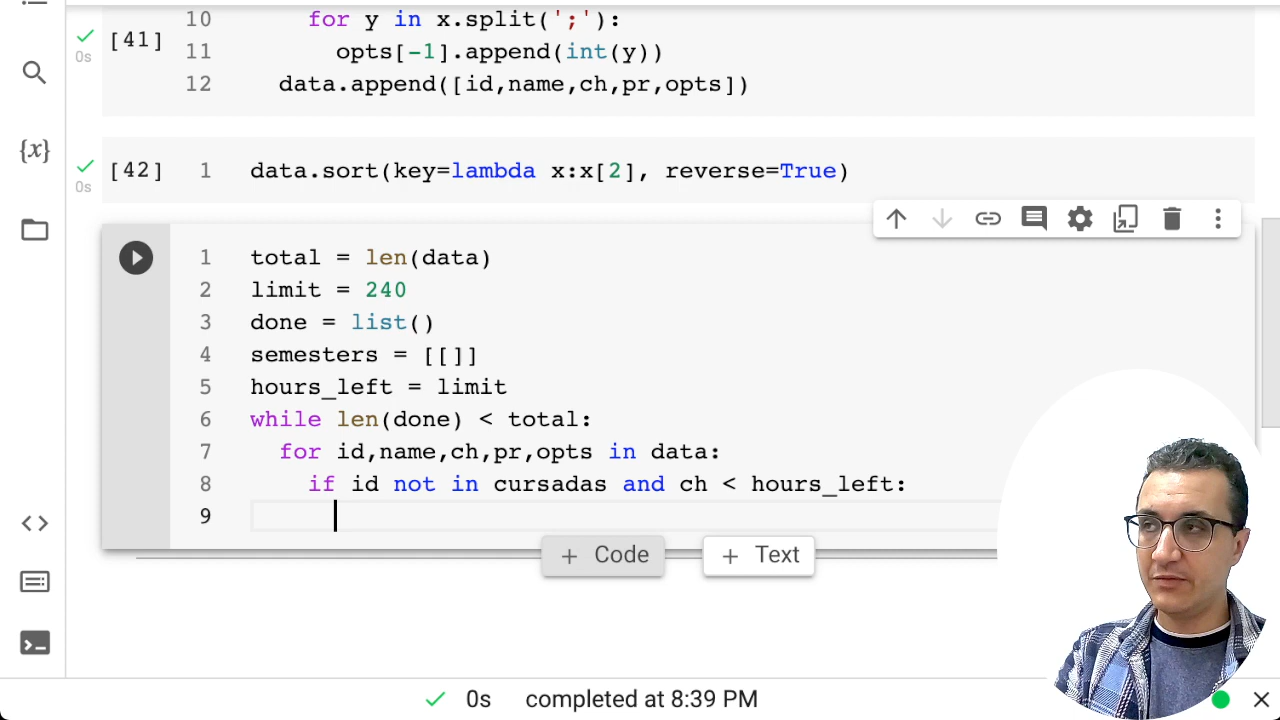 10 for y in x.split(';'):
[41] 11 opts[-1].append(int(y))
0s
12 data.append([id,name,ch,pr,opts])
{x}
[42] 1 data.sort(key=lambda x:x[2], reverse=True)
0s
1 total = len(data)
2 limit = 240
3 done = list()
4 semesters = [[]]
5 hours_left = limit
6 while len(done) < total:
7 for id,name,ch,pr,opts in data:
8 if id not in cursadas and ch < hours_left:
9
+ Code + Text
0s completed at 8:39 PM